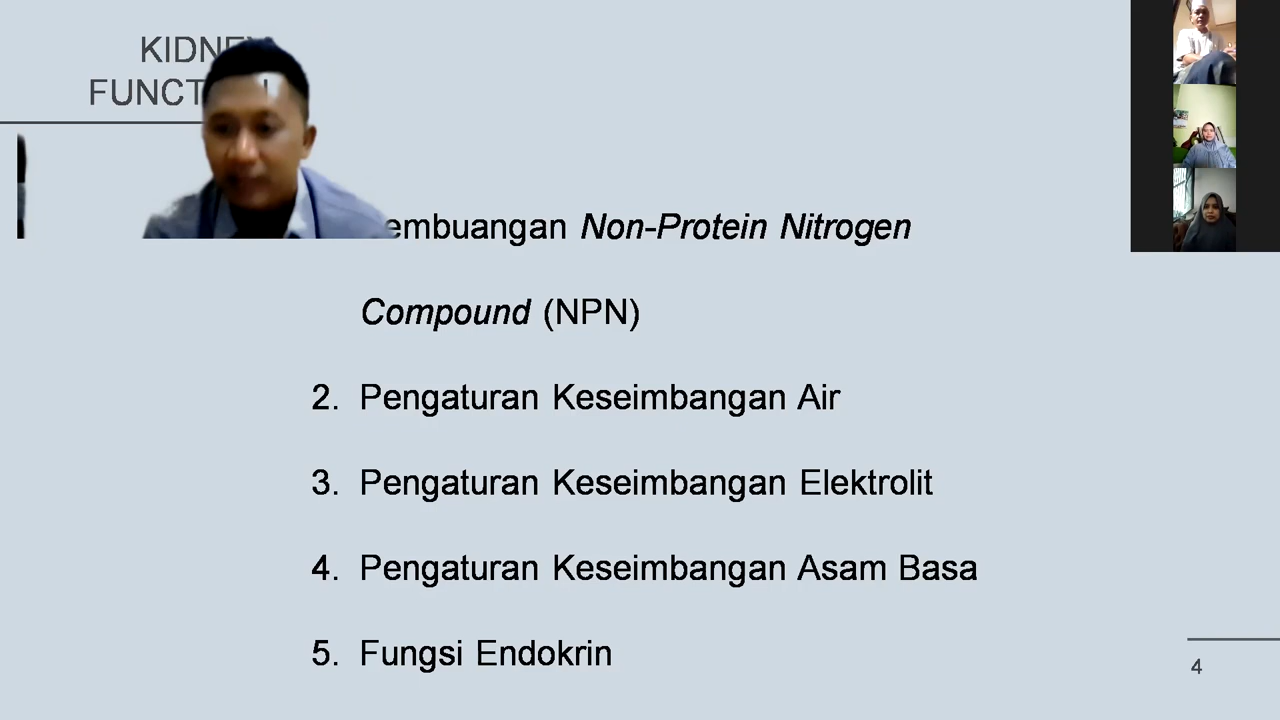 KIDNEY
FUNCTION
embuangan Non-Protein Nitrogen
Compound (NPN)
2. Pengaturan Keseimbangan Air
3. Pengaturan Keseimbangan Elektrolit
4. Pengaturan Keseimbangan Asam Basa
5. Fungsi Endokrin
4